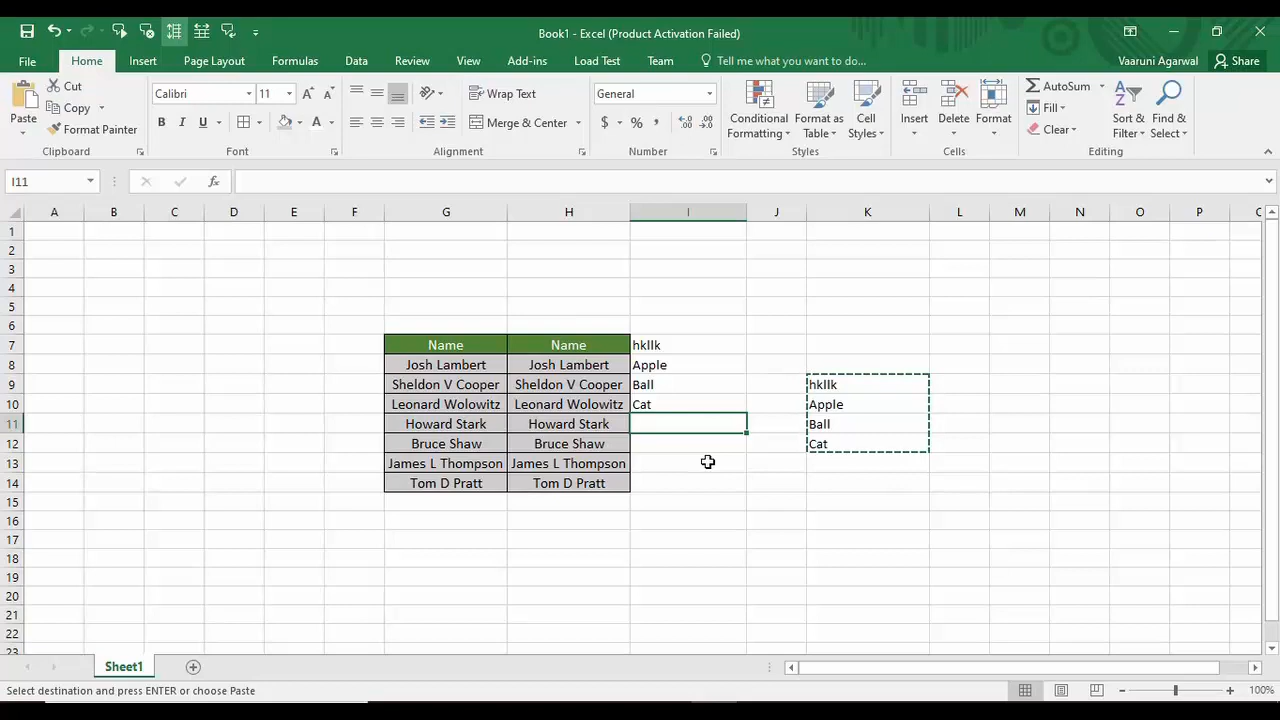 Book1 - Excel (Product Activation Failed)
File Home Insert Page Layout Formulas Data Review View Add-ins Load Test Team Tell me what you want to do... Vaaruni Agarwal Share
Paste Cut Copy Format Painter
Calibri 11
B I U A
Wrap Text
Merge & Center
General
$ % ,
Conditional Formatting Format as Table Cell Styles
Insert Delete Format
AutoSum Fill Clear
Sort & Filter Find & Select
Clipboard Font Alignment Number Styles Cells Editing
I11 fx
A B C D E F G H I J K L M N O P
1
2
3
4
5
6
7 Name Name hkllk
8 Josh Lambert Josh Lambert Apple
9 Sheldon V Cooper Sheldon V Cooper Ball hkllk
10 Leonard Wolowitz Leonard Wolowitz Cat Apple
11 Howard Stark Howard Stark Ball
12 Bruce Shaw Bruce Shaw Cat
13 James L Thompson James L Thompson
14 Tom D Pratt Tom D Pratt
15
16
17
18
19
20
21
22
23
Sheet1
Select destination and press ENTER or choose Paste 100%